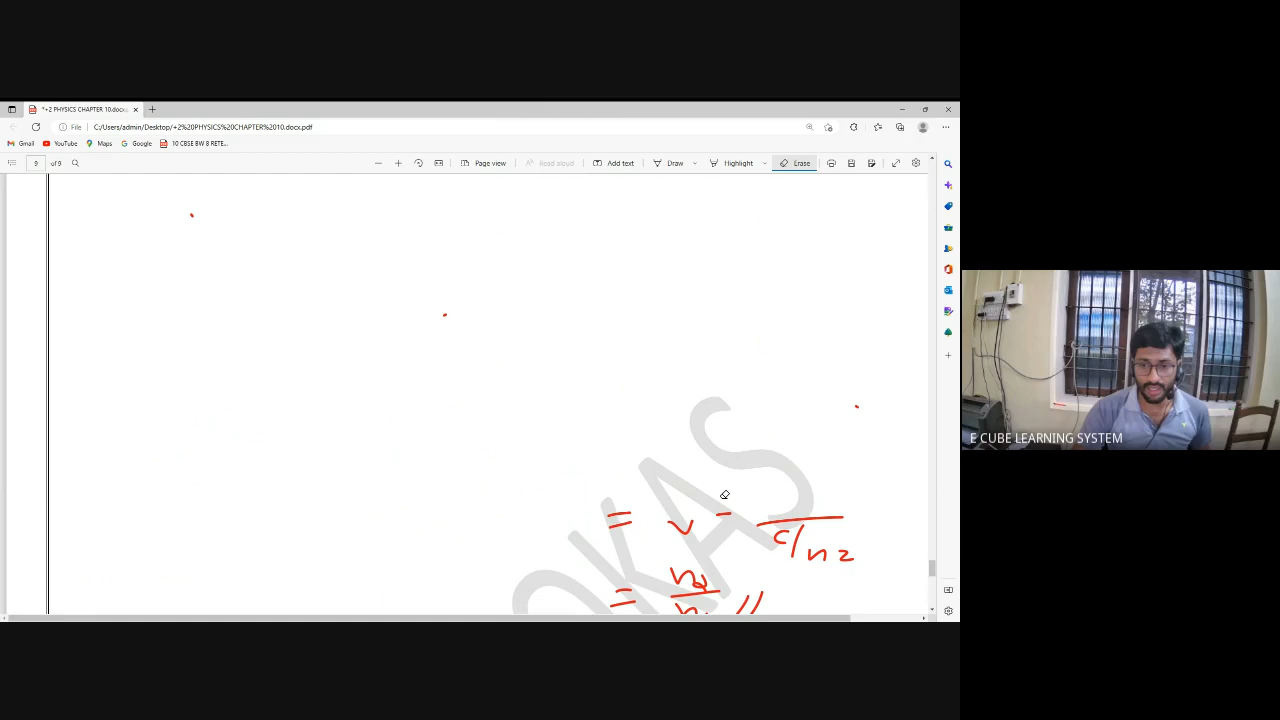 *+2 PHYSICS CHAPTER 10.docx.
File C:/Users/admin/Desktop/+2%20PHYSICS%20CHAPTER%2010.docx.pdf
Gmail YouTube Maps Google 10 CBSE BW 8 RETE...
9 of 9 Page view Read aloud Add text Draw Highlight Erase
OKAS
= v - 
c/n2
= n2
E CUBE LEARNING SYSTEM